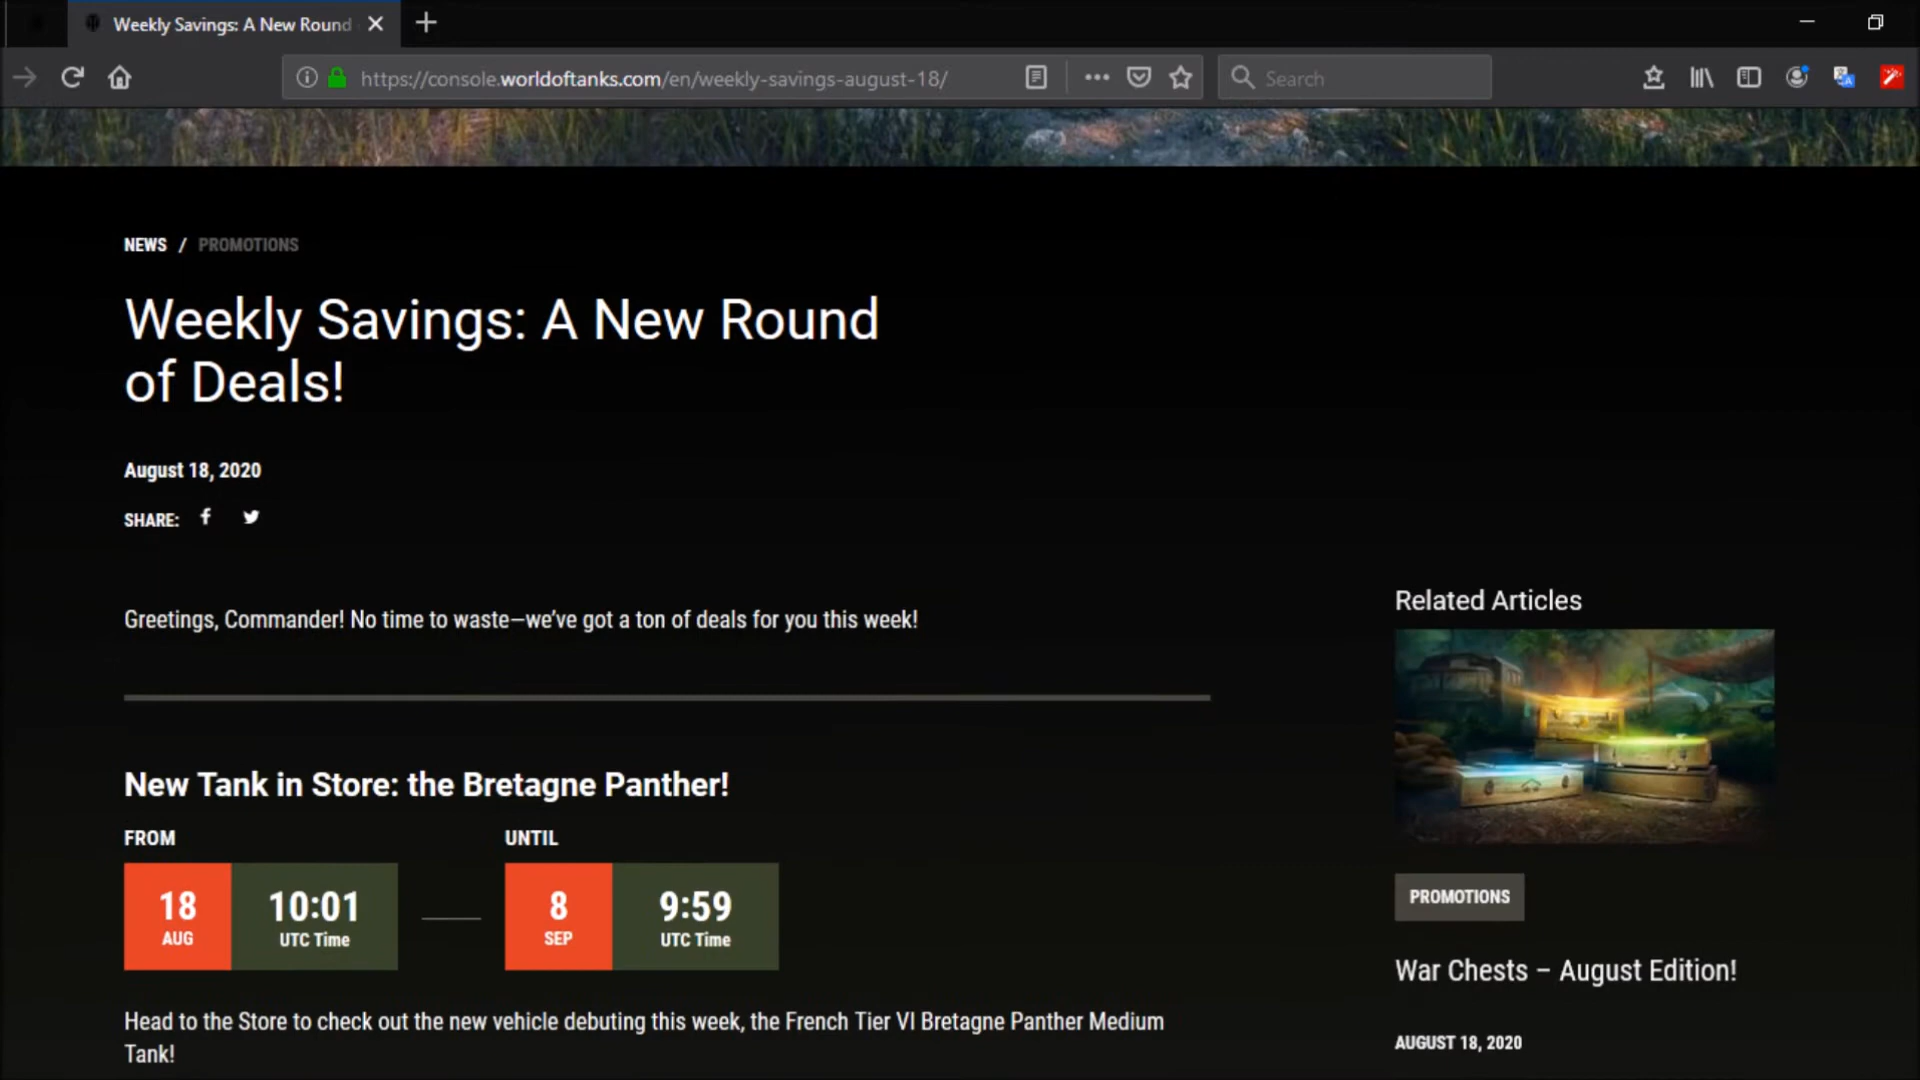 Weekly Savings: A New Round
https://console.worldoftanks.com/en/weekly-savings-august-18/
Search
NEWS / PROMOTIONS
Weekly Savings: A New Round
of Deals!
August 18, 2020
SHARE:
Greetings, Commander! No time to waste—we've got a ton of deals for you this week!
New Tank in Store: the Bretagne Panther!
FROM
UNTIL
18
AUG
10:01
UTC Time
8
SEP
9:59
UTC Time
Head to the Store to check out the new vehicle debuting this week, the French Tier VI Bretagne Panther Medium
Tank!
Related Articles
PROMOTIONS
War Chests – August Edition!
AUGUST 18, 2020